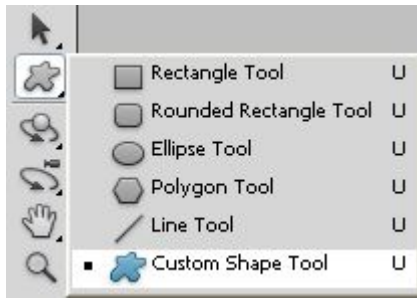 Rectangle Tool U
Rounded Rectangle Tool U
Ellipse Tool U
Polygon Tool U
Line Tool U
Custom Shape Tool U